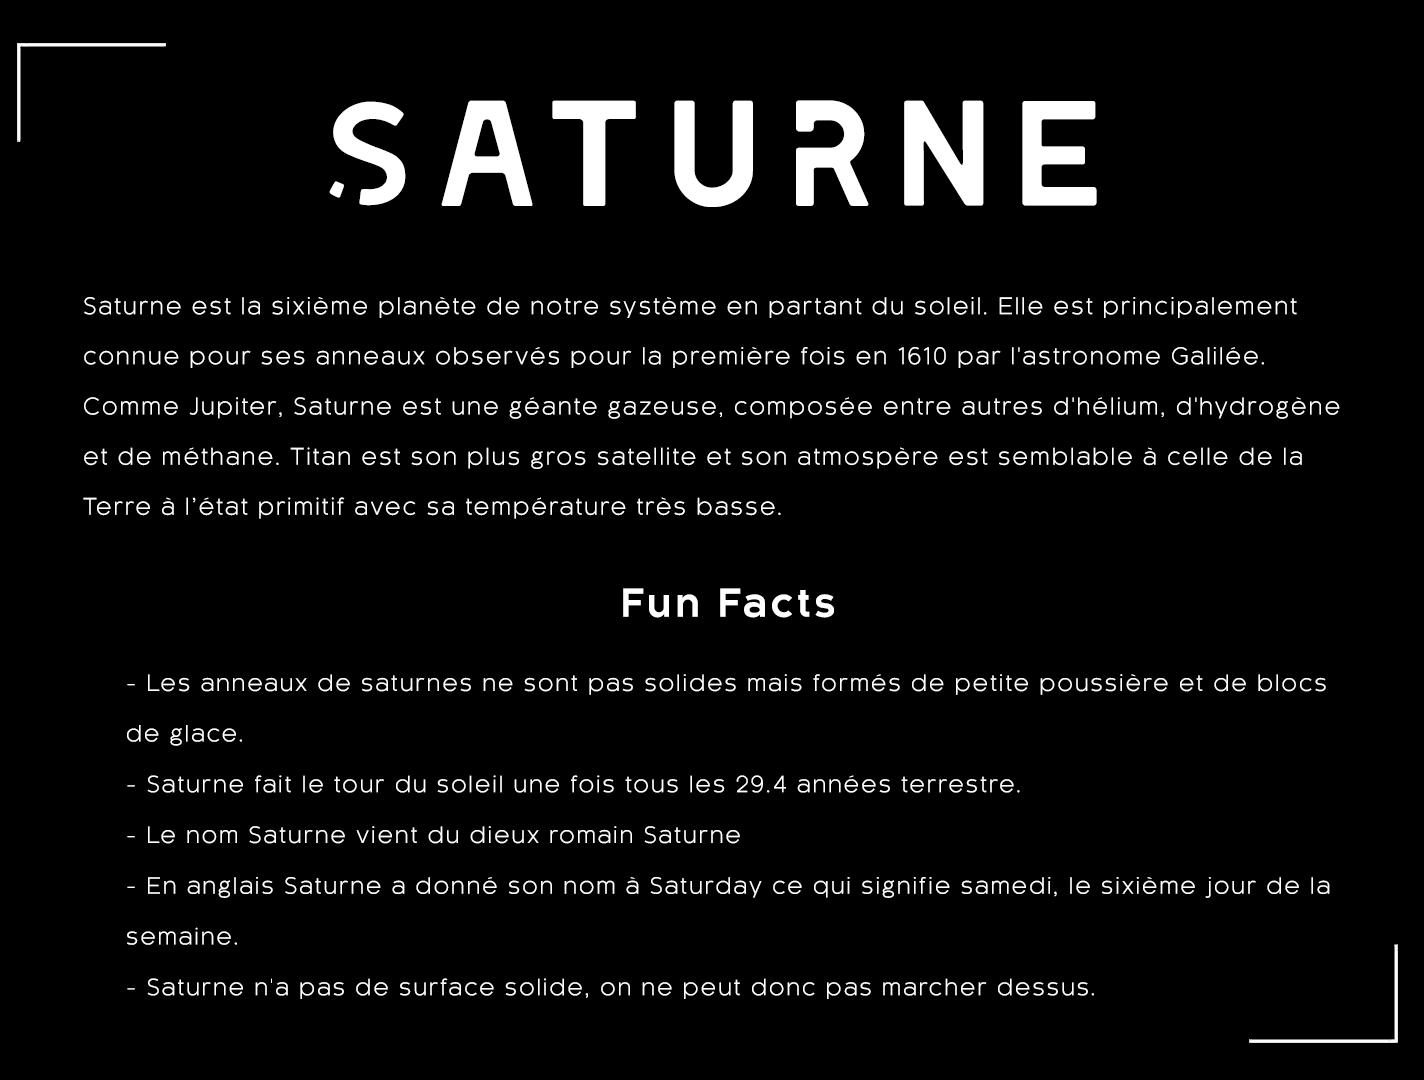 SATURNE
Saturne est la sixième planète de notre système en partant du soleil. Elle est principalement
connue pour ses anneaux observés pour la première fois en 1610 par l'astronome Galilée.
Comme Jupiter, Saturne est une géante gazeuse, composée entre autres d'hélium, d'hydrogène
et de méthane. Titan est son plus gros satellite et son atmospère est semblable à celle de la
Terre à l’état primitif avec sa température très basse.
Fun Facts
- Les anneaux de saturnes ne sont pas solides mais formés de petite poussière et de blocs
de glace.
- Saturne fait le tour du soleil une fois tous les 29.4 années terrestre.
- Le nom Saturne vient du dieux romain Saturne
- En anglais Saturne a donné son nom à Saturday ce qui signifie samedi, le sixième jour de la
semaine.
- Saturne n'a pas de surface solide, on ne peut donc pas marcher dessus.